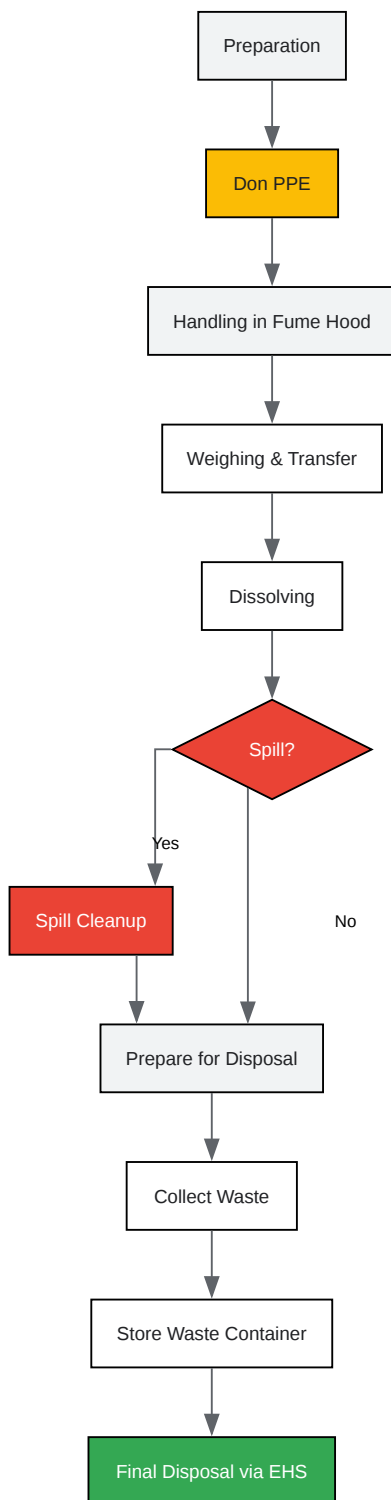 Preparation
Don PPE
Handling in Fume Hood
Weighing & Transfer
Dissolving
Spill?
Yes
Spill Cleanup
No
Prepare for Disposal
Collect Waste
Store Waste Container
Final Disposal via EHS